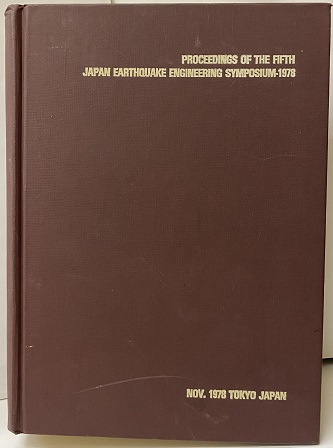 PROCEEDINGS OF THE FIFTH
JAPAN EARTHQUAKE ENGINEERING SYMPOSIUM-1978
NOV. 1978 TOKYO JAPAN